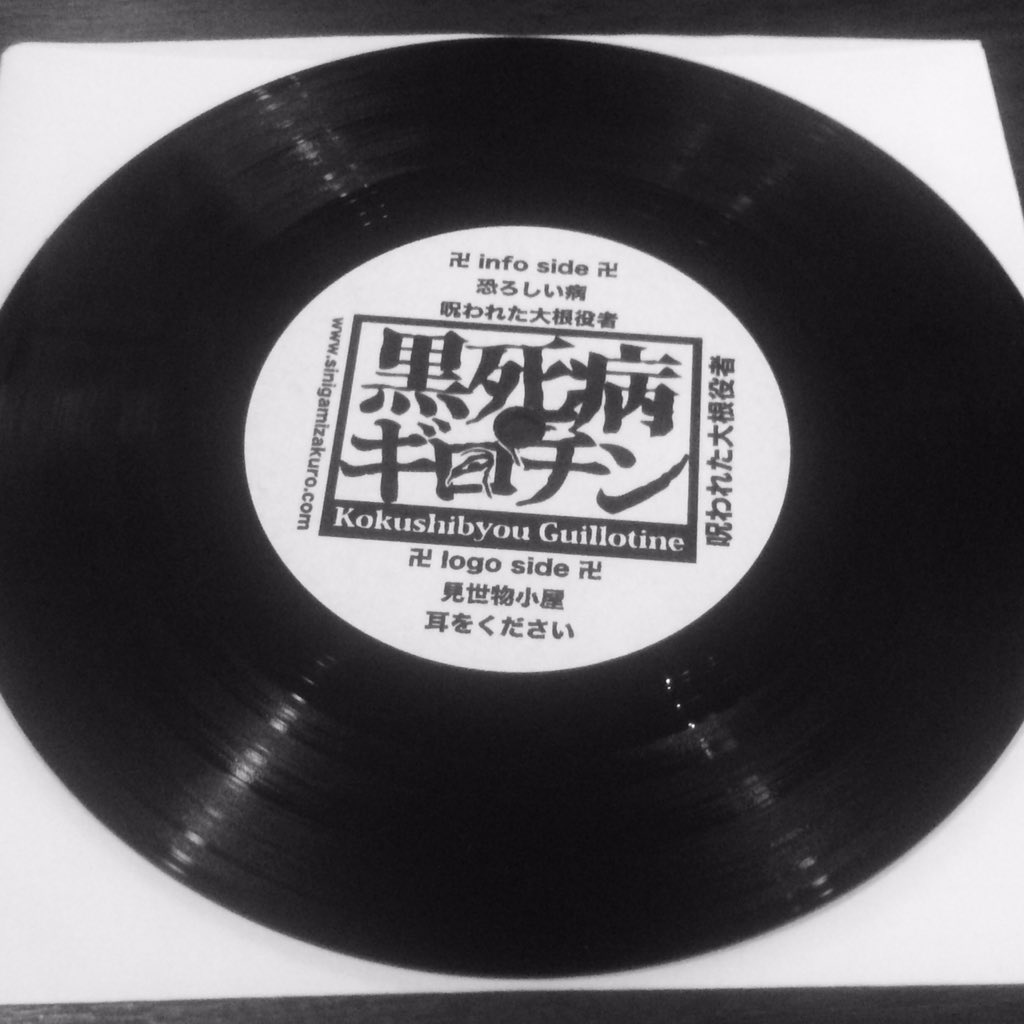 卍 info side 卍
恐ろしい病
呪われた大根役者
黒死病
ギロチン
Kokushibyou Guillotine
卍 logo side 卍
見世物小屋
耳をください
www.sinigamizakuro.com
呪われた大根役者